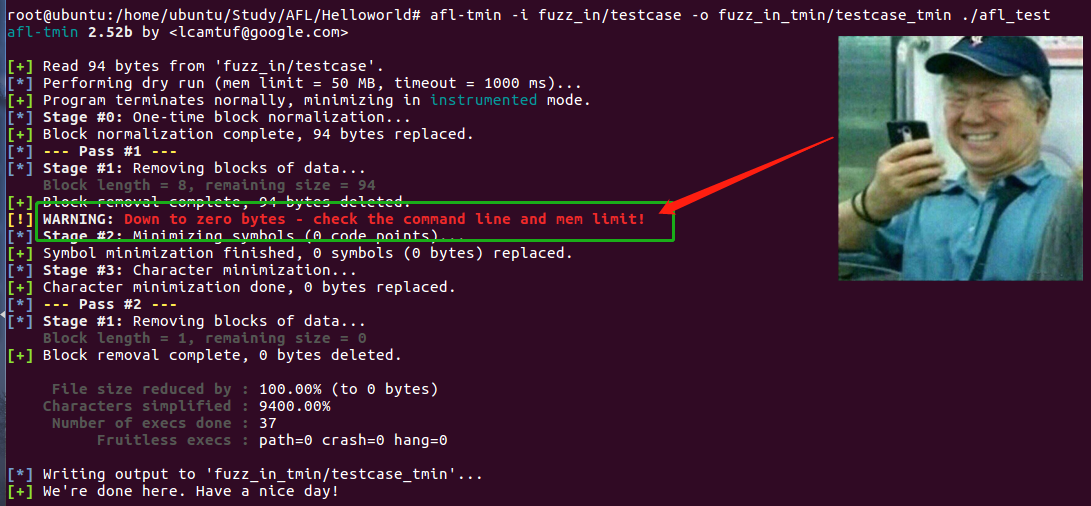 root@ubuntu:/home/ubuntu/Study/AFL/Helloworld# afl-tmin -i fuzz_in/testcase -o fuzz_in_tmin/testcase_tmin ./afl_test
afl-tmin 2.52b by <lcamtuf@google.com>
[+] Read 94 bytes from 'fuzz_in/testcase'.
[*] Performing dry run (mem limit = 50 MB, timeout = 1000 ms)...
[+] Program terminates normally, minimizing in instrumented mode.
[*] Stage #0: One-time block normalization...
[+] Block normalization complete, 94 bytes replaced.
[*] --- Pass #1 ---
[*] Stage #1: Removing blocks of data...
Block length = 8, remaining size = 94
[+] Block removal complete, 94 bytes deleted.
[!] WARNING: Down to zero bytes - check the command line and mem limit!
[*] Stage #2: Minimizing symbols (0 code points)...
[+] Symbol minimization finished, 0 symbols (0 bytes) replaced.
[*] Stage #3: Character minimization...
[+] Character minimization done, 0 bytes replaced.
[*] --- Pass #2 ---
[*] Stage #1: Removing blocks of data...
Block length = 1, remaining size = 0
[+] Block removal complete, 0 bytes deleted.
File size reduced by : 100.00% (to 0 bytes)
Characters simplified : 9400.00%
Number of execs done : 37
Fruitless execs : path=0 crash=0 hang=0
[*] Writing output to 'fuzz_in_tmin/testcase_tmin'...
[+] We're done here. Have a nice day!